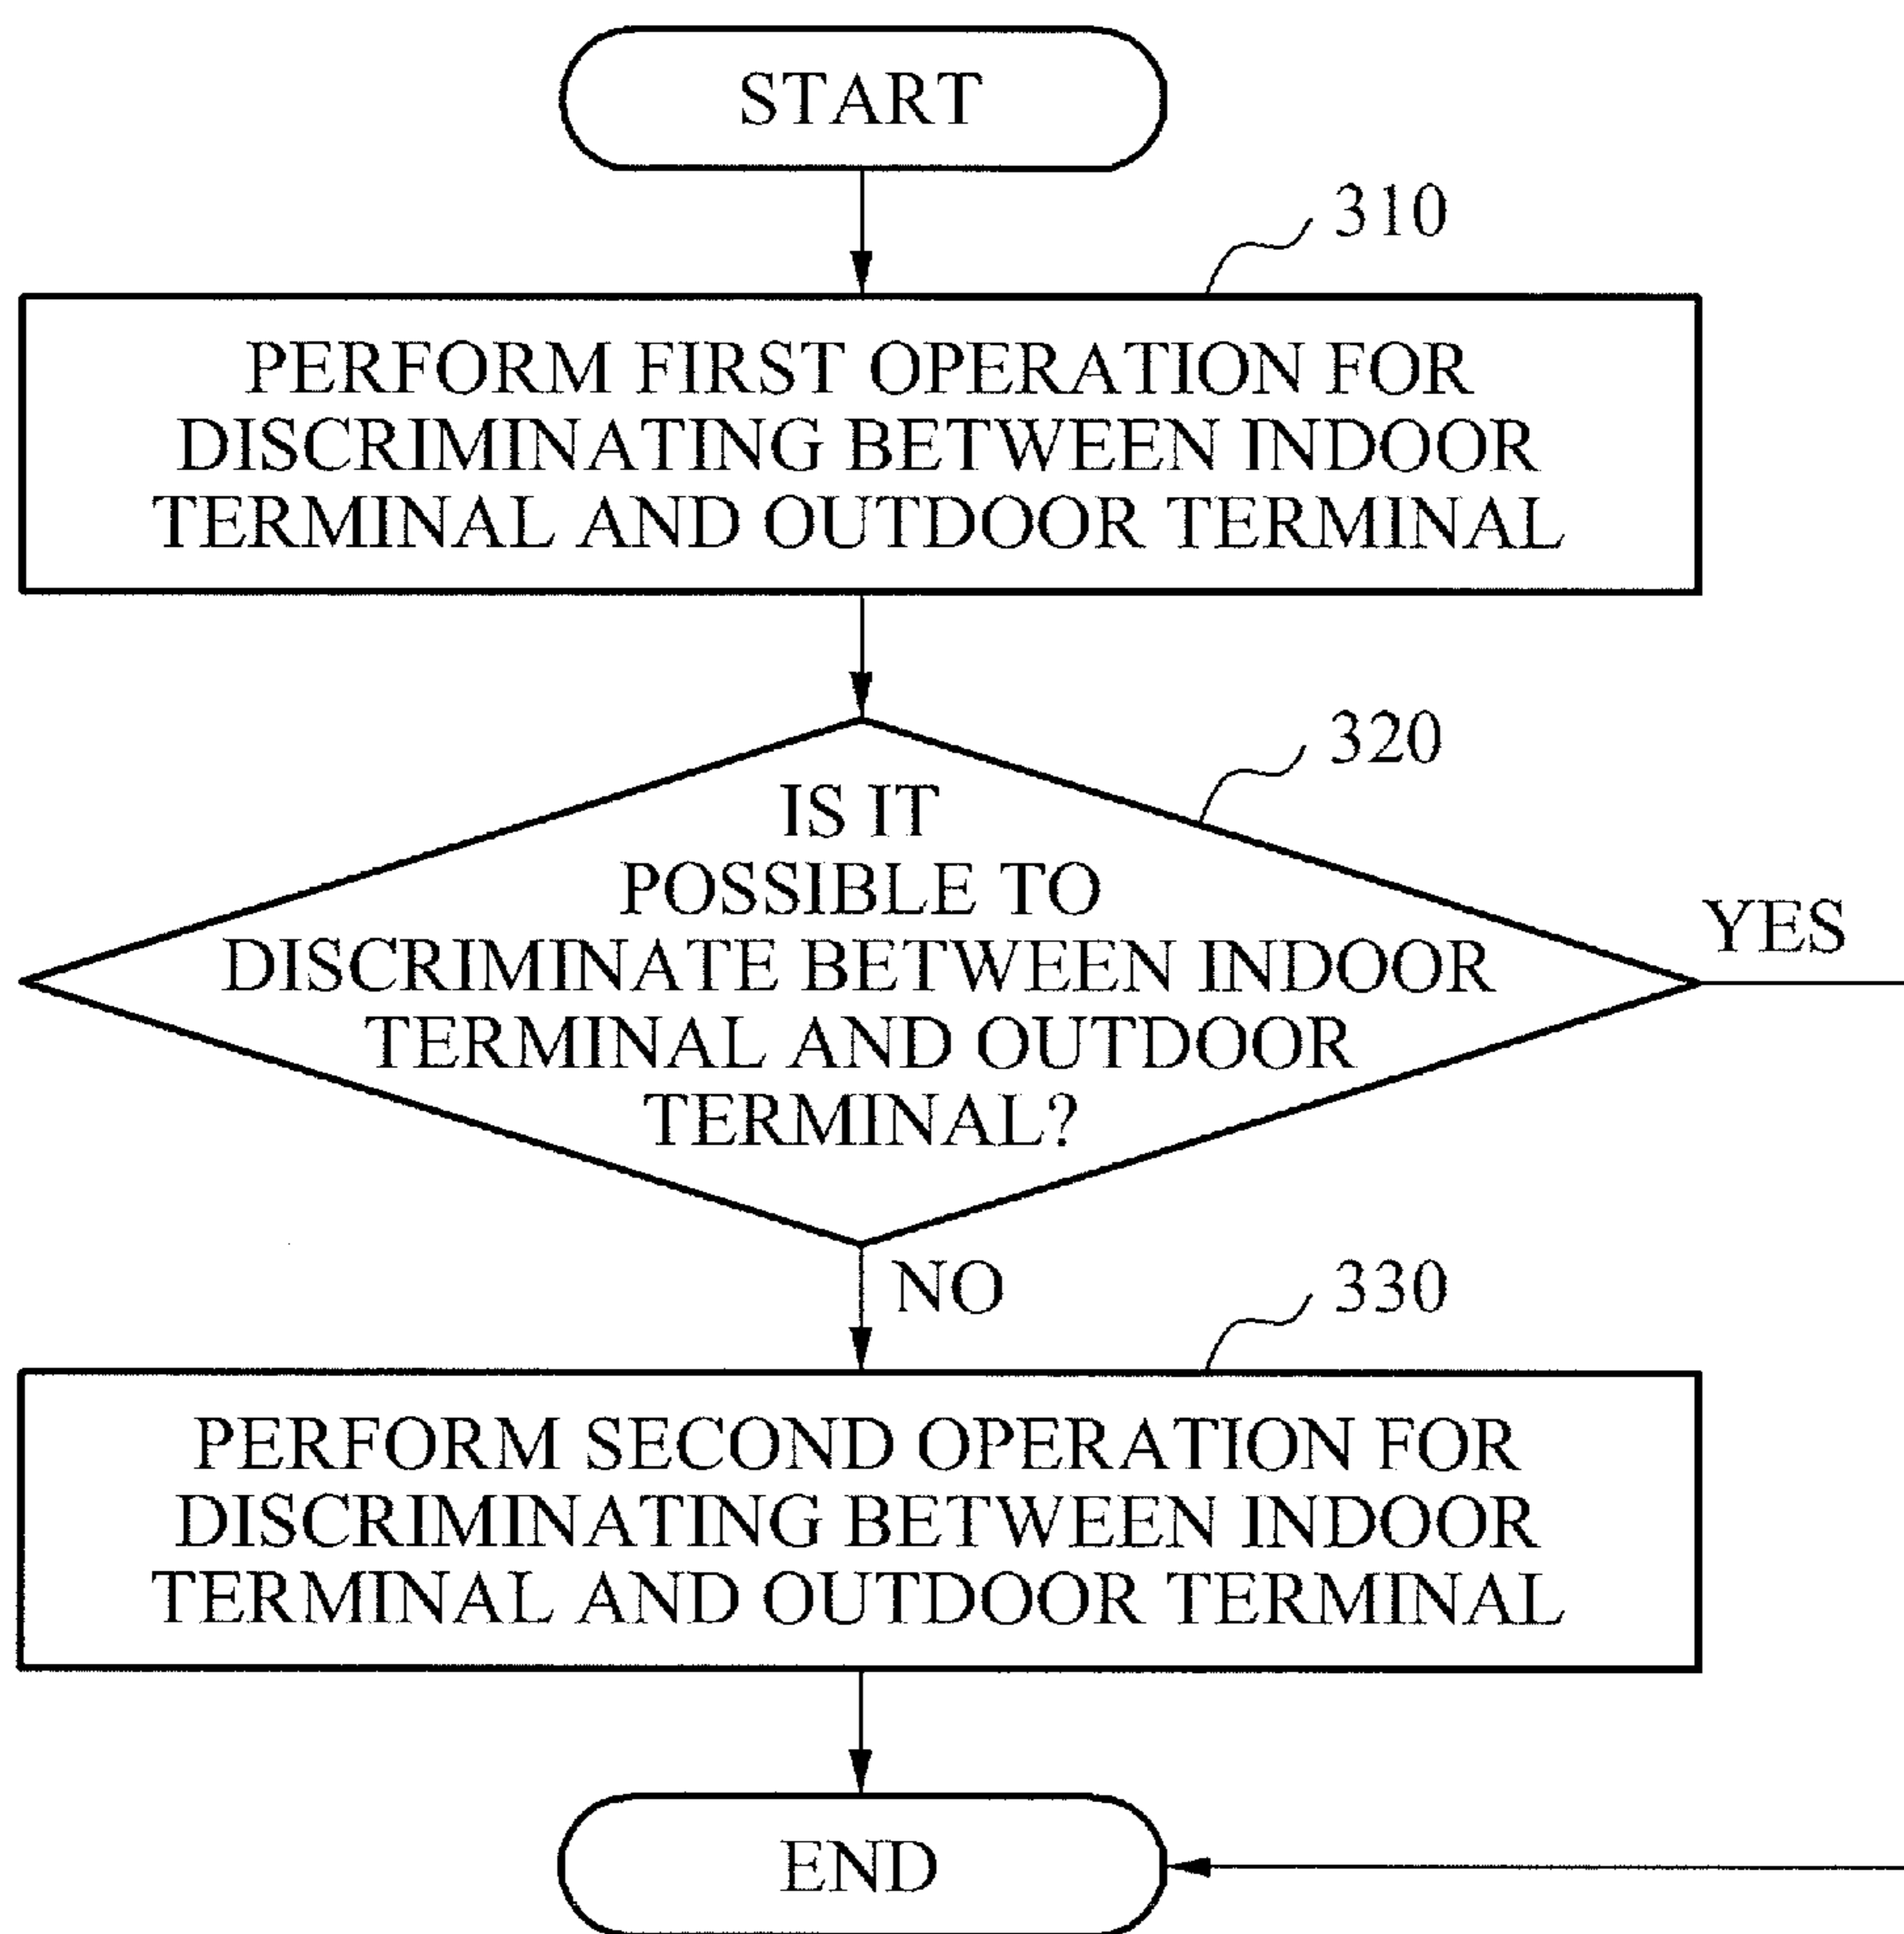 START
310
PERFORM FIRST OPERATION FOR
DISCRIMINATING BETWEEN INDOOR
TERMINAL AND OUTDOOR TERMINAL
320
IS IT
POSSIBLE TO
DISCRIMINATE BETWEEN INDOOR
TERMINAL AND OUTDOOR
TERMINAL?
YES
NO
330
PERFORM SECOND OPERATION FOR
DISCRIMINATING BETWEEN INDOOR
TERMINAL AND OUTDOOR TERMINAL
END